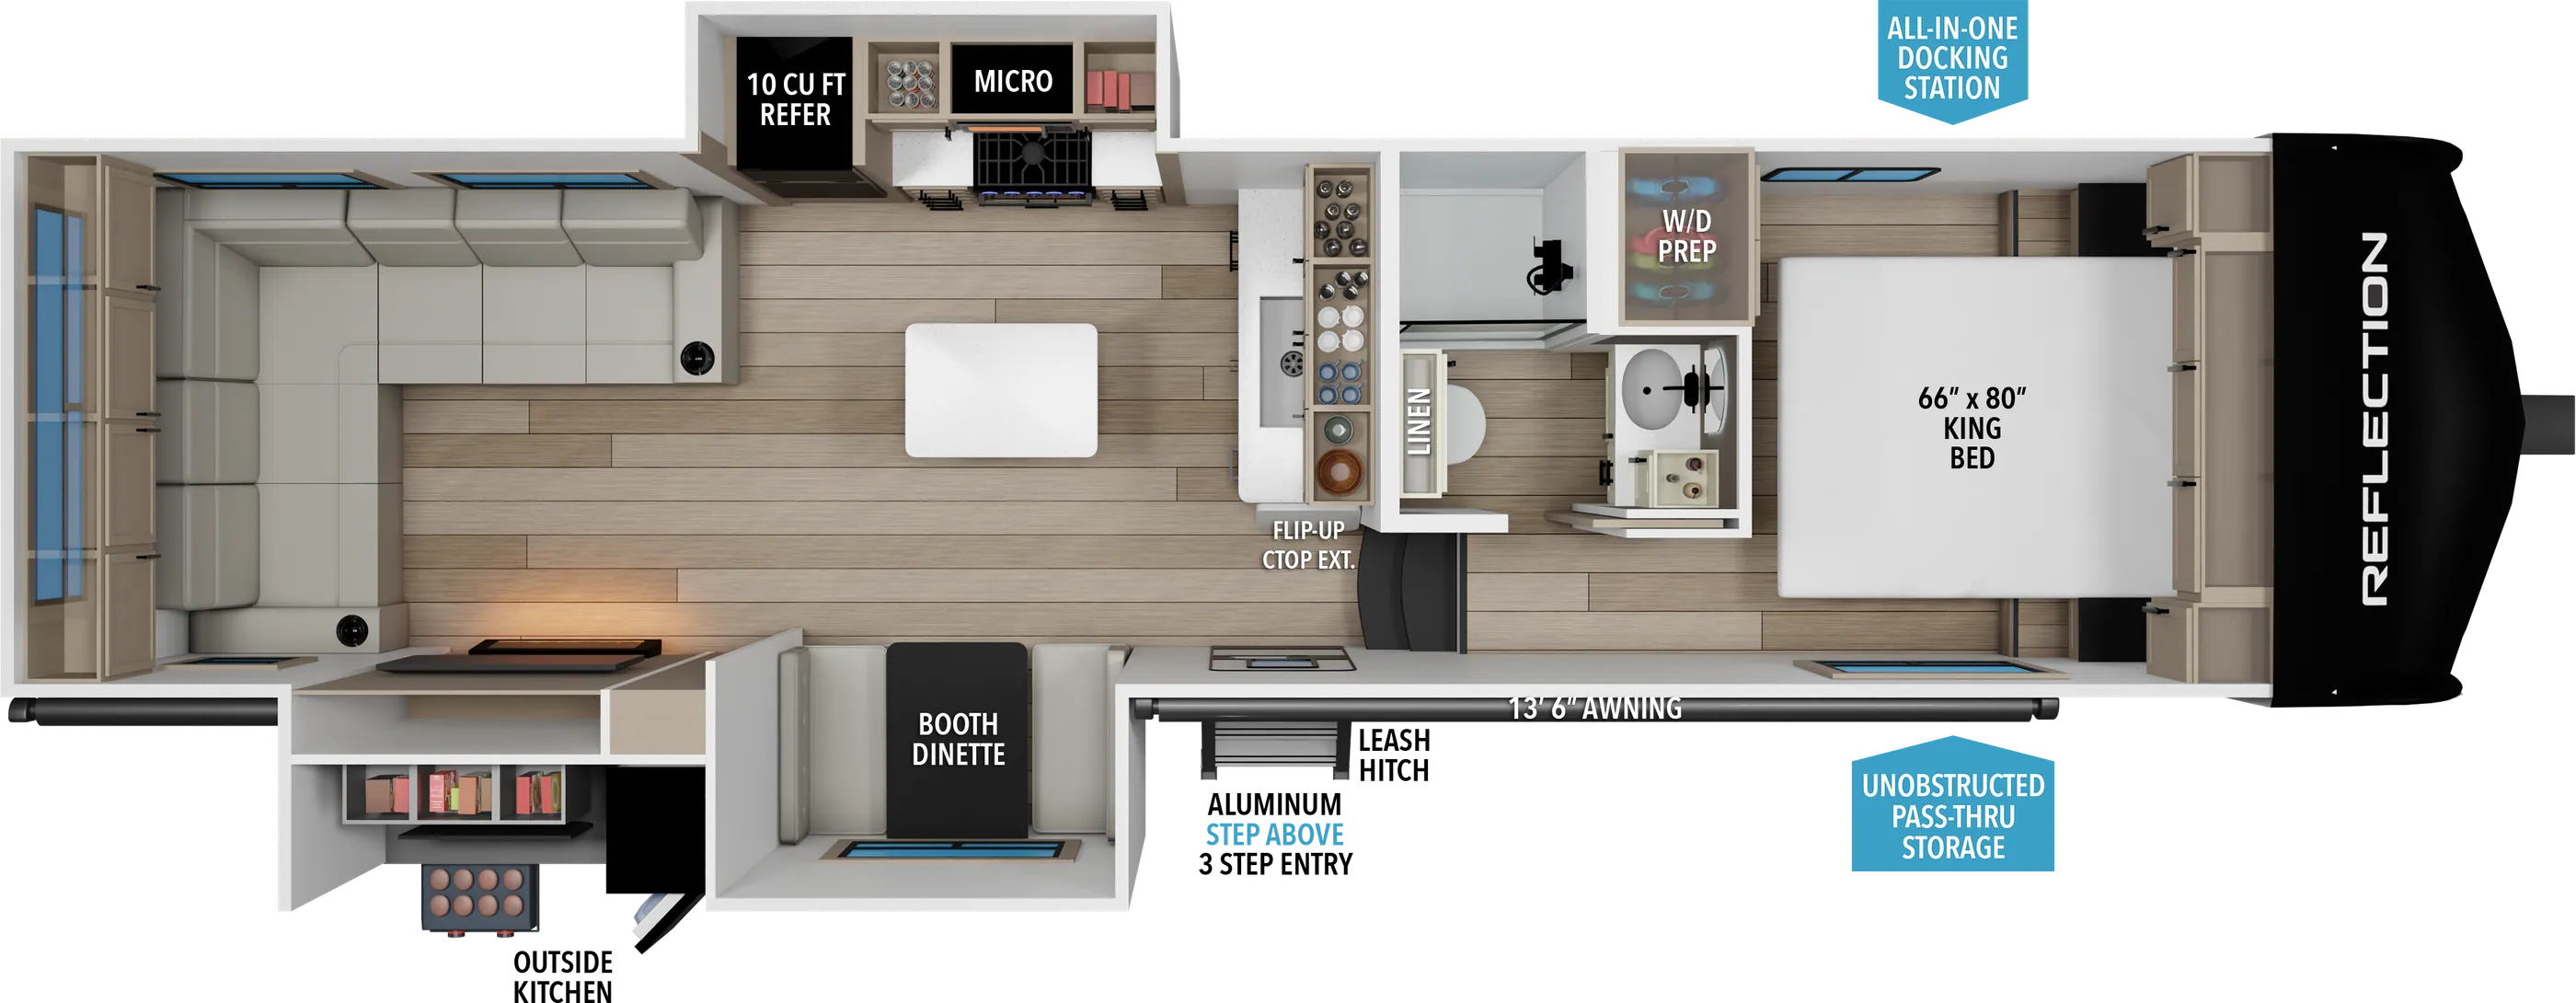 ALL-IN-ONE
DOCKING
STATION
10 CU FT
REFER
MICRO
W/D
PREP
LINEN
66” x 80”
KING
BED
REFLECTION
FLIP-UP
CTOP EXT.
BOOTH
DINETTE
13’ 6” AWNING
LEASH
HITCH
ALUMINUM
STEP ABOVE
3 STEP ENTRY
UNOBSTRUCTED
PASS-THRU
STORAGE
OUTSIDE
KITCHEN